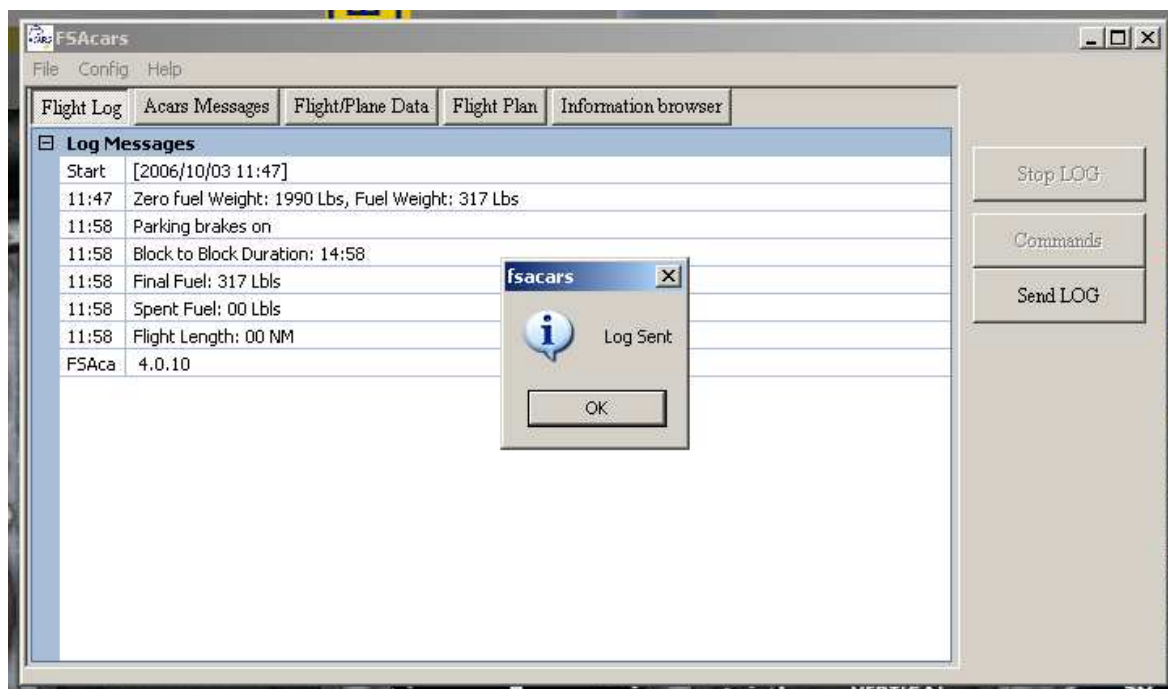 FSAcars
File Config Help
Flight Log Acars Messages Flight/Plane Data Flight Plan Information browser
Log Messages
Start [2006/10/03 11:47]
11:47 Zero fuel Weight: 1990 Lbs, Fuel Weight: 317 Lbs
11:58 Parking brakes on
11:58 Block to Block Duration: 14:58
11:58 Final Fuel: 317 Lbls
11:58 Spent Fuel: 00 Lbls
11:58 Flight Length: 00 NM
FSAca 4.0.10
fsacars
Log Sent
OK
Stop LOG
Commands
Send LOG